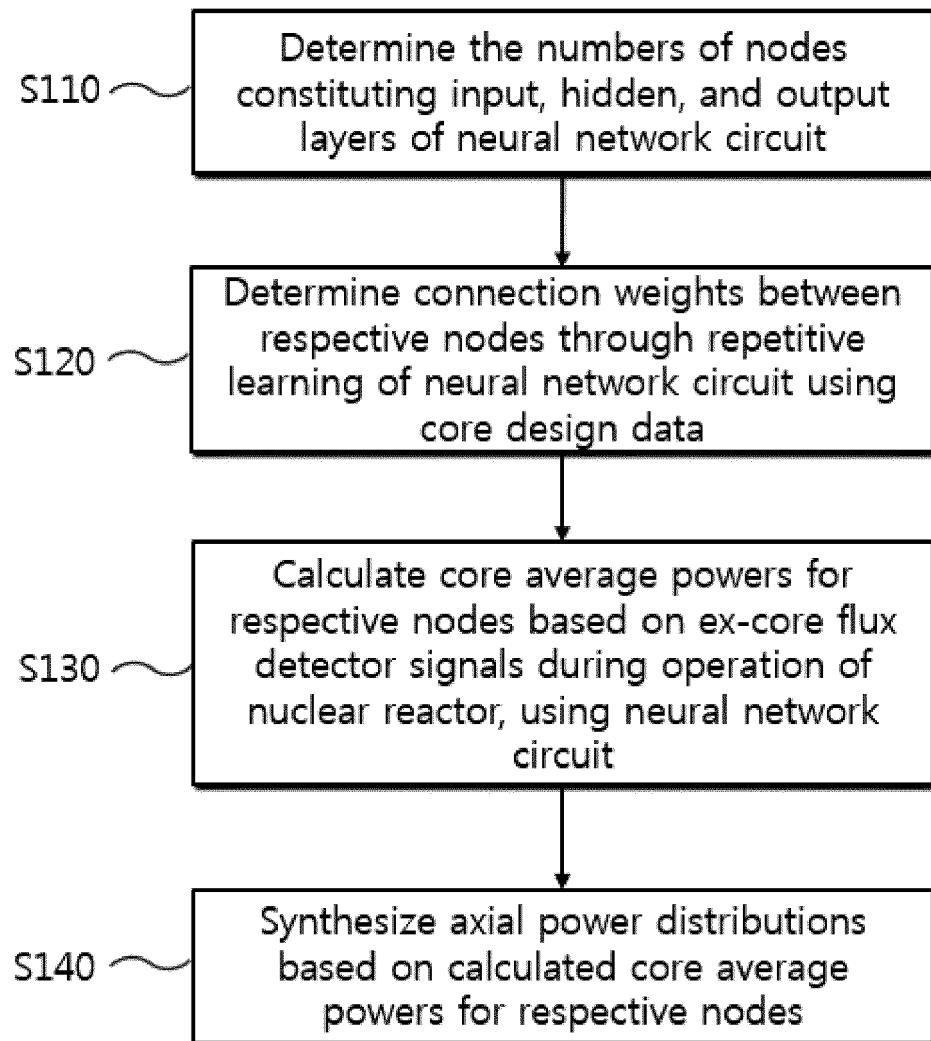 S110
Determine the numbers of nodes
constituting input, hidden, and output
layers of neural network circuit
S120
Determine connection weights between
respective nodes through repetitive
learning of neural network circuit using
core design data
S130
Calculate core average powers for
respective nodes based on ex-core flux
detector signals during operation of
nuclear reactor, using neural network
circuit
S140
Synthesize axial power distributions
based on calculated core average
powers for respective nodes